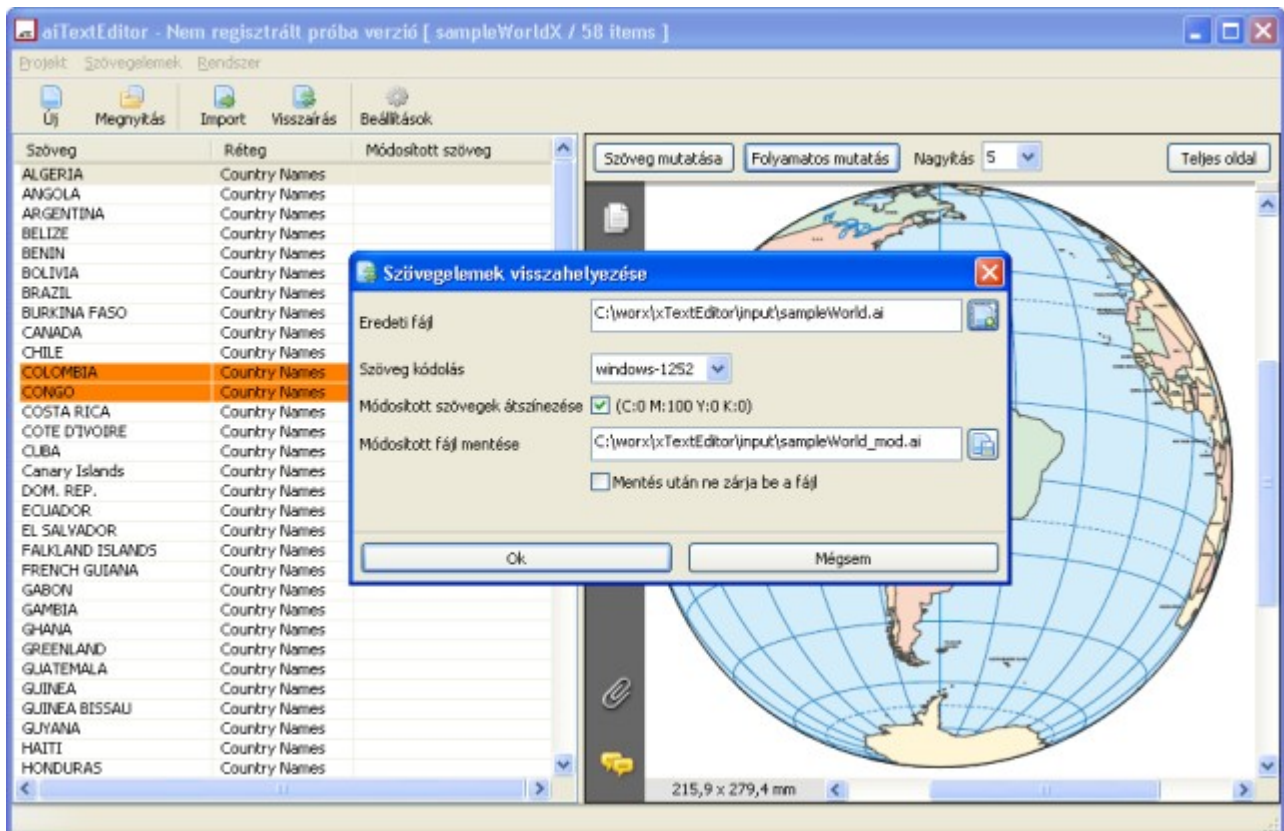 aiTextEditor - Nem regisztrált próba verzió [ sampleWorldX / 58 items ]
Projekt Szövegelemek Rendszer
Új Megnyitás Import Visszaírás Beállítások
Szöveg Réteg Módosított szöveg
ALGERIA Country Names
ANGOLA Country Names
ARGENTINA Country Names
BELIZE Country Names
BENIN Country Names
BOLIVIA Country Names
BRAZIL Country Names
BURKINA FASO Country Names
CANADA Country Names
CHILE Country Names
COLOMBIA Country Names
CONGO Country Names
COSTA RICA Country Names
COTE D'IVOIRE Country Names
CUBA Country Names
Canary Islands Country Names
DOM. REP. Country Names
ECUADOR Country Names
EL SALVADOR Country Names
FALKLAND ISLANDS Country Names
FRENCH GUIANA Country Names
GABON Country Names
GAMBIA Country Names
GHANA Country Names
GREENLAND Country Names
GUATEMALA Country Names
GUINEA Country Names
GUINEA BISSAU Country Names
GUYANA Country Names
HAITI Country Names
HONDURAS Country Names
Szöveg mutatása Folyamatos mutatás Nagyítás 5 Teljes oldal
Szövegelemek visszahelyezése
Eredeti fájl C:\worx\xTextEditor\input\sampleWorld.ai
Szöveg kódolás windows-1252
Módosított szövegek átszínezése (C:0 M:100 Y:0 K:0)
Módosított fájl mentése C:\worx\xTextEditor\input\sampleWorld_mod.ai
Mentés után ne zárja be a fájl
Ok Mégsem
215,9 x 279,4 mm